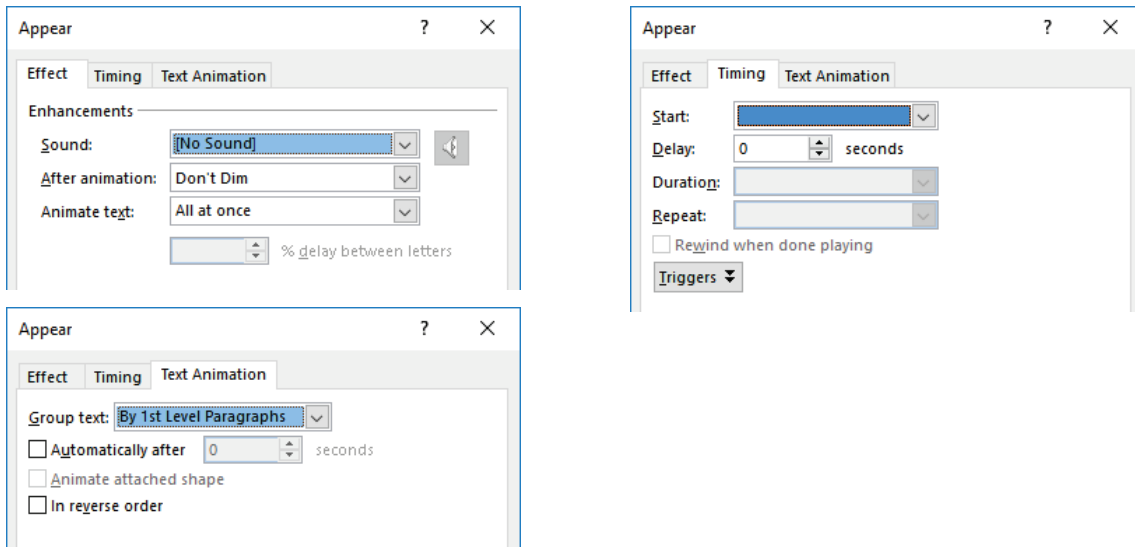 Appear ?
Effect Timing Text Animation
Enhancements
Sound: [No Sound]
After animation: Don't Dim
Animate text: All at once
% delay between letters
Appear ?
Effect Timing Text Animation
Start:
Delay: 0 seconds
Duration:
Repeat:
Rewind when done playing
Triggers
Appear ?
Effect Timing Text Animation
Group text: By 1st Level Paragraphs
Automatically after 0 seconds
Animate attached shape
In reverse order